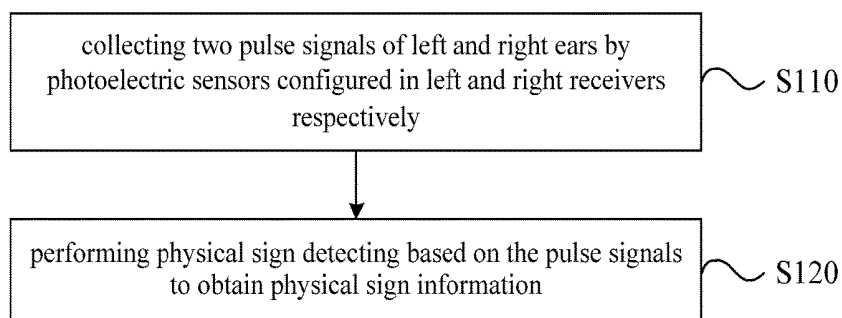 collecting two pulse signals of left and right ears by
photoelectric sensors configured in left and right receivers
respectively
S110
performing physical sign detecting based on the pulse signals
to obtain physical sign information
S120